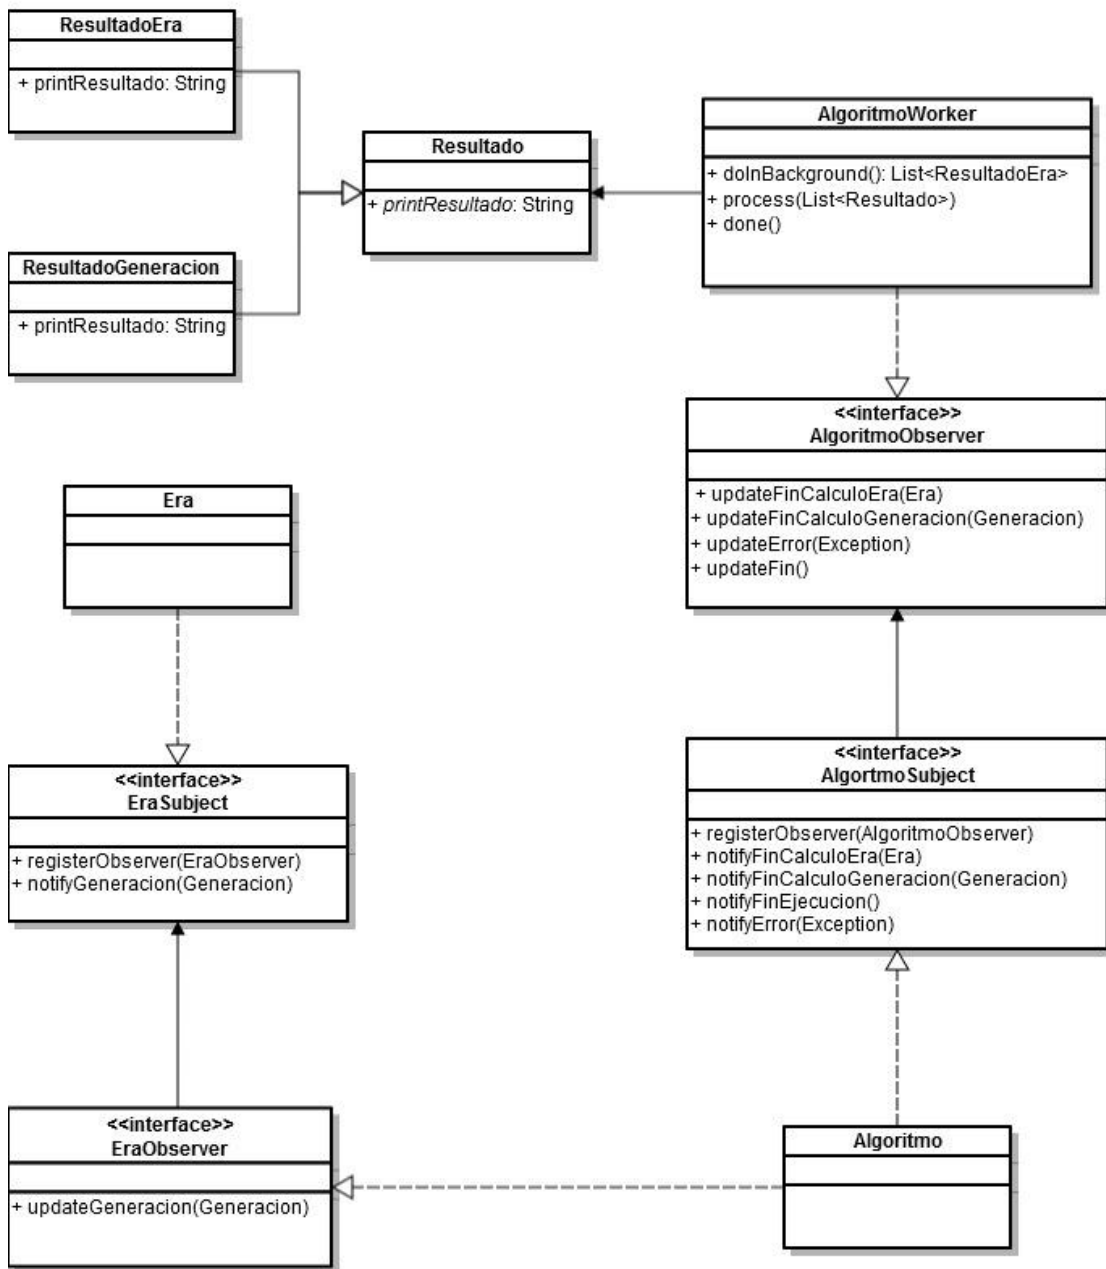 ResultadoEra
+ printResultado: String
Resultado
+ printResultado: String
AlgoritmoWorker
+ doInBackground(): List<ResultadoEra>
+ process(List<Resultado>)
+ done()
ResultadoGeneracion
+ printResultado: String
<<interface>>
AlgoritmoObserver
+ updateFinCalculoEra(Era)
+ updateFinCalculoGeneracion(Generacion)
+ updateError(Exception)
+ updateFin()
Era
<<interface>>
EraSubject
+ registerObserver(EraObserver)
+ notifyGeneracion(Generacion)
<<interface>>
AlgortmoSubject
+ registerObserver(AlgoritmoObserver)
+ notifyFinCalculoEra(Era)
+ notifyFinCalculoGeneracion(Generacion)
+ notifyFinEjecucion()
+ notifyError(Exception)
<<interface>>
EraObserver
+ updateGeneracion(Generacion)
Algoritmo